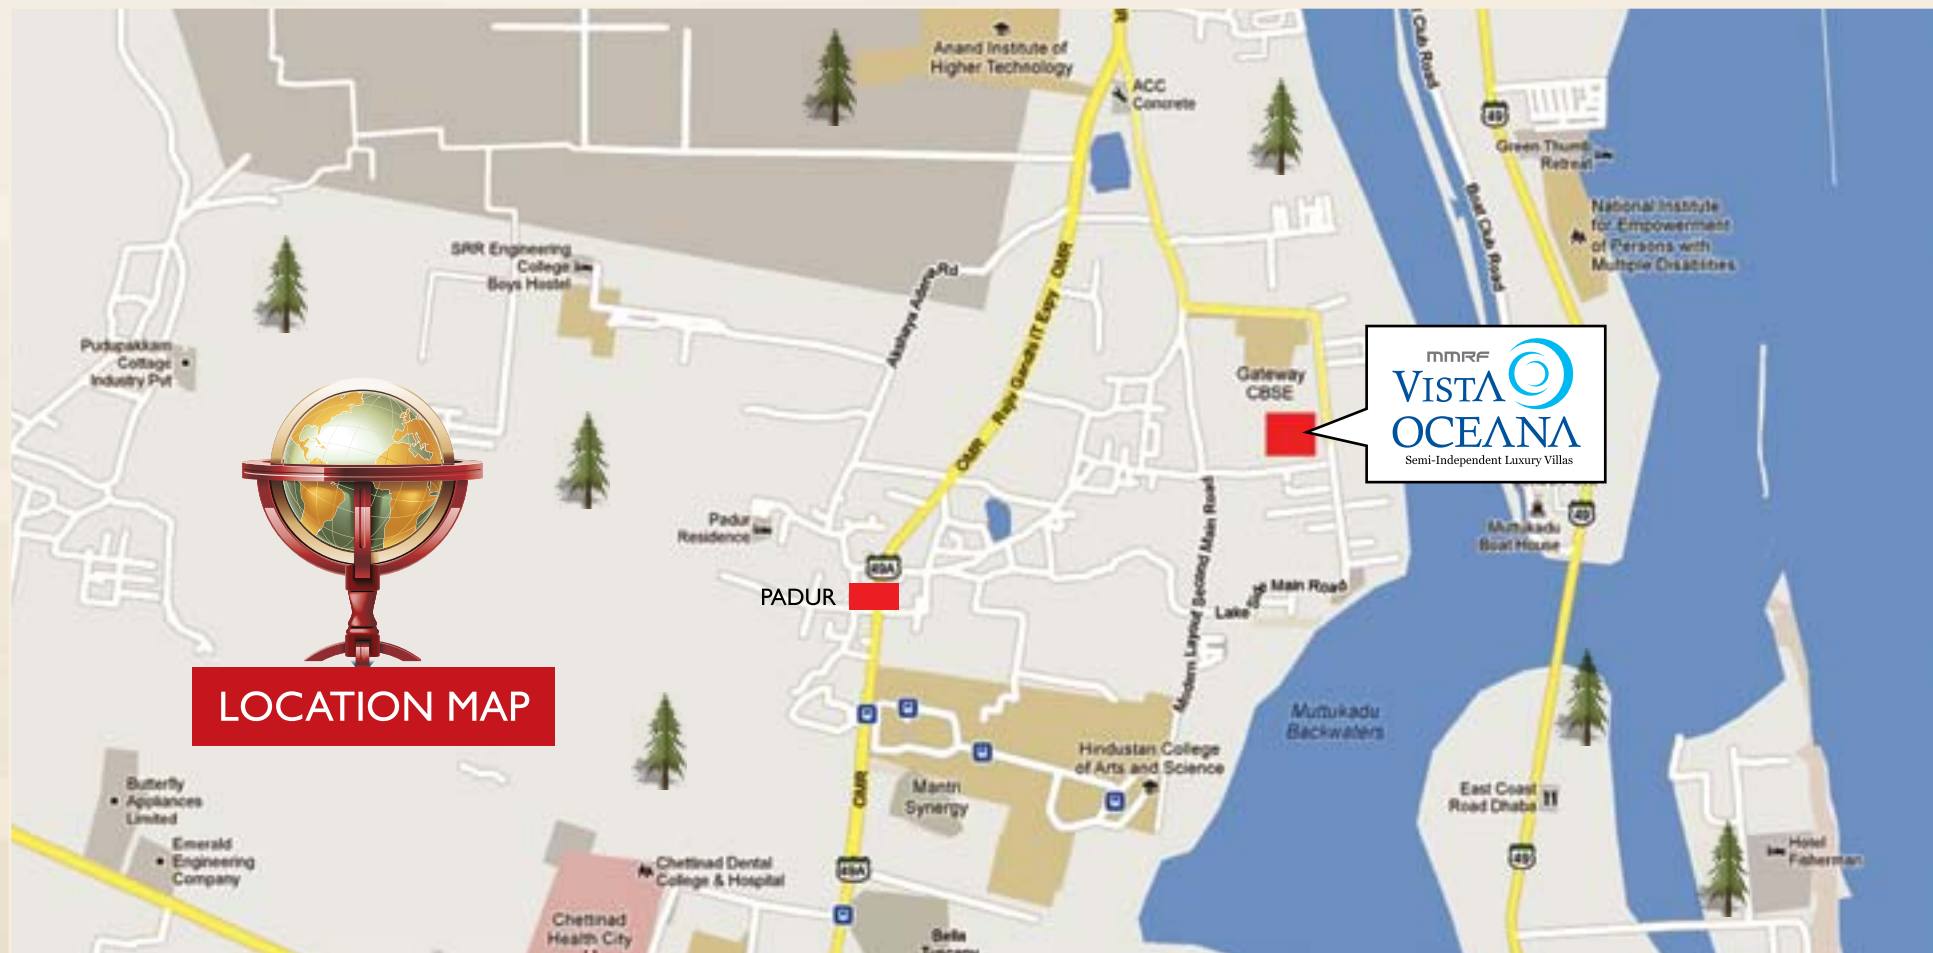 Anand Institute of
Higher Technology
ACC
Concrete
Club Road
49
Green Thumb
Retreat
Boat Club Road
National Institute
for Empowerment
of Persons with
Multiple Disabilities
SRR Engineering
College
Boys Hostel
Akshaya Adena Rd
OMR
Rajiv Gandhi IT Expy
OMR
Pudupakkam
Cottage
Industry Pvt
Gateway
CBSE
MMRF
VISTA
OCEANA
Semi-Independent Luxury Villas
Padur
Residence
49A
PADUR
49
Muttukadu
Boat House
Modern Layout Second Main Road
Lake Side Main Road
LOCATION MAP
Muttukadu
Backwaters
Hindustan College
of Arts and Science
OMR
Mantri
Synergy
East Coast
Road Dhaba
Butterfly
Appliances
Limited
Emerald
Engineering
Company
Chettinad Dental
College & Hospital
49A
49
Hotel
Fisherman
Chettinad
Health City
Bella